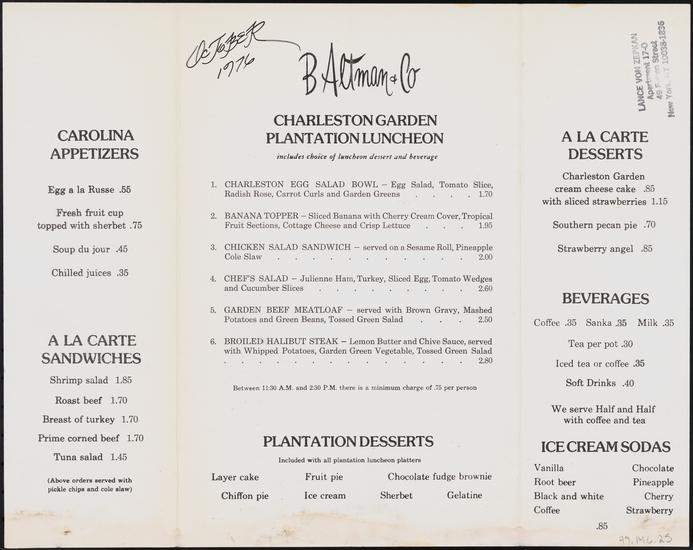 OCTOBER
1976
B Altman & Co
CAROLINA
APPETIZERS
Egg a la Russe .55
Fresh fruit cup
topped with sherbet .75
Soup du jour .45
Chilled juices .35
A LA CARTE
SANDWICHES
Shrimp salad 1.85
Roast beef 1.70
Breast of turkey 1.70
Prime corned beef 1.70
Tuna salad 1.45
(Above orders served with
pickle chips and cole slaw)
CHARLESTON GARDEN
PLANTATION LUNCHEON
includes choice of luncheon dessert and beverage
1. CHARLESTON EGG SALAD BOWL – Egg Salad, Tomato Slice,
Radish Rose, Carrot Curls and Garden Greens . . . . 1.70
2. BANANA TOPPER – Sliced Banana with Cherry Cream Cover, Tropical
Fruit Sections, Cottage Cheese and Crisp Lettuce . . . 1.95
3. CHICKEN SALAD SANDWICH – served on a Sesame Roll, Pineapple
Cole Slaw . . . . . . . . . . 2.00
4. CHEF'S SALAD – Julienne Ham, Turkey, Sliced Egg, Tomato Wedges
and Cucumber Slices . . . . . . . . 2.60
5. GARDEN BEEF MEATLOAF – served with Brown Gravy, Mashed
Potatoes and Green Beans, Tossed Green Salad . . . 2.50
6. BROILED HALIBUT STEAK – Lemon Butter and Chive Sauce, served
with Whipped Potatoes, Garden Green Vegetable, Tossed Green Salad
. . . . . . . . . . . . 2.80
Between 11:30 A.M. and 2:30 P.M. there is a minimum charge of .75 per person
PLANTATION DESSERTS
Included with all plantation luncheon platters
Layer cake Fruit pie Chocolate fudge brownie
Chiffon pie Ice cream Sherbet Gelatine
LANCE VON ZEPKAN
Apartment 17-O
Street
New York, NY 10038-1836
A LA CARTE
DESSERTS
Charleston Garden
cream cheese cake .85
with sliced strawberries 1.15
Southern pecan pie .70
Strawberry angel .85
BEVERAGES
Coffee .35 Sanka .35 Milk .35
Tea per pot .30
Iced tea or coffee .35
Soft Drinks .40
We serve Half and Half
with coffee and tea
ICE CREAM SODAS
Vanilla Chocolate
Root beer Pineapple
Black and white Cherry
Coffee Strawberry
.85